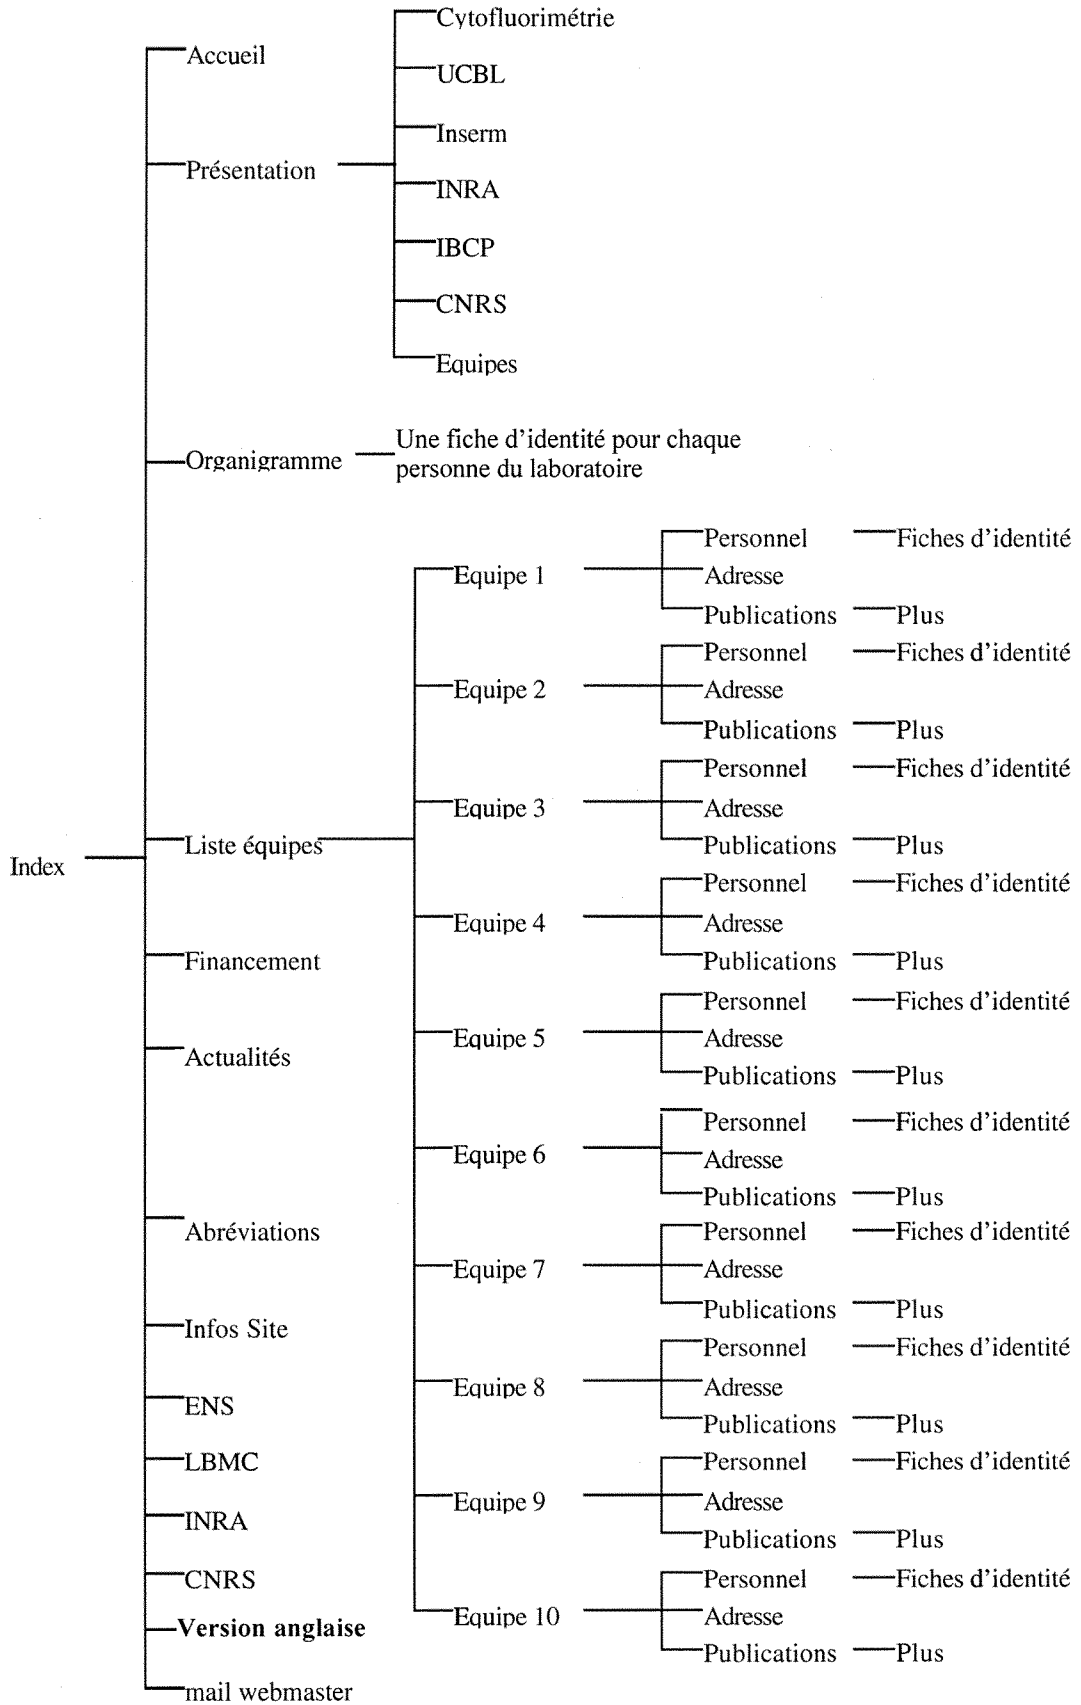 Cytofluorimétrie
Accueil
UCBL
Inserm
Présentation
INRA
IBCP
CNRS
Equipes
Organigramme
Une fiche d'identité pour chaque
personne du laboratoire
Index
Liste équipes
Equipe 1
Personnel
Fiches d'identité
Adresse
Publications
Plus
Equipe 2
Personnel
Fiches d'identité
Adresse
Publications
Plus
Equipe 3
Personnel
Fiches d'identité
Adresse
Publications
Plus
Equipe 4
Personnel
Fiches d'identité
Adresse
Publications
Plus
Equipe 5
Personnel
Fiches d'identité
Adresse
Publications
Plus
Equipe 6
Personnel
Fiches d'identité
Adresse
Publications
Plus
Equipe 7
Personnel
Fiches d'identité
Adresse
Publications
Plus
Equipe 8
Personnel
Fiches d'identité
Adresse
Publications
Plus
Equipe 9
Personnel
Fiches d'identité
Adresse
Publications
Plus
Equipe 10
Personnel
Fiches d'identité
Adresse
Publications
Plus
Financement
Actualités
Abréviations
Infos Site
ENS
LBMC
INRA
CNRS
Version anglaise
mail webmaster